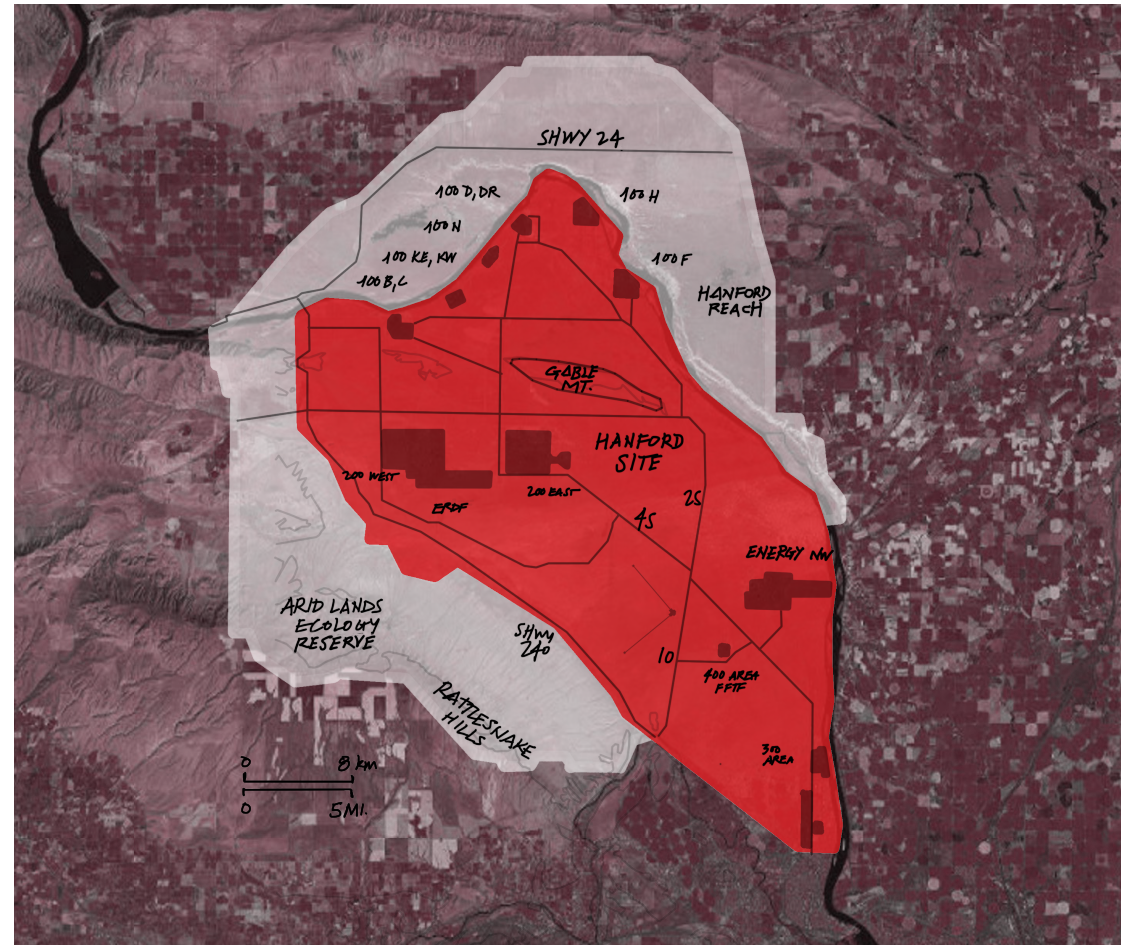 SHWY 24
100 D, DR
100 H
100 N
100 KE, KW
100 F
100 B, C
HANFORD
REACH
GABLE
MT.
HANFORD
SITE
200 WEST
200 EAST
2S
ERDF
4S
ENERGY NW
ARID LANDS
ECOLOGY
RESERVE
SHWY
240
10
400 AREA
FFTF
RATTLESNAKE
HILLS
300
AREA
0 8 km
0 5 MI.